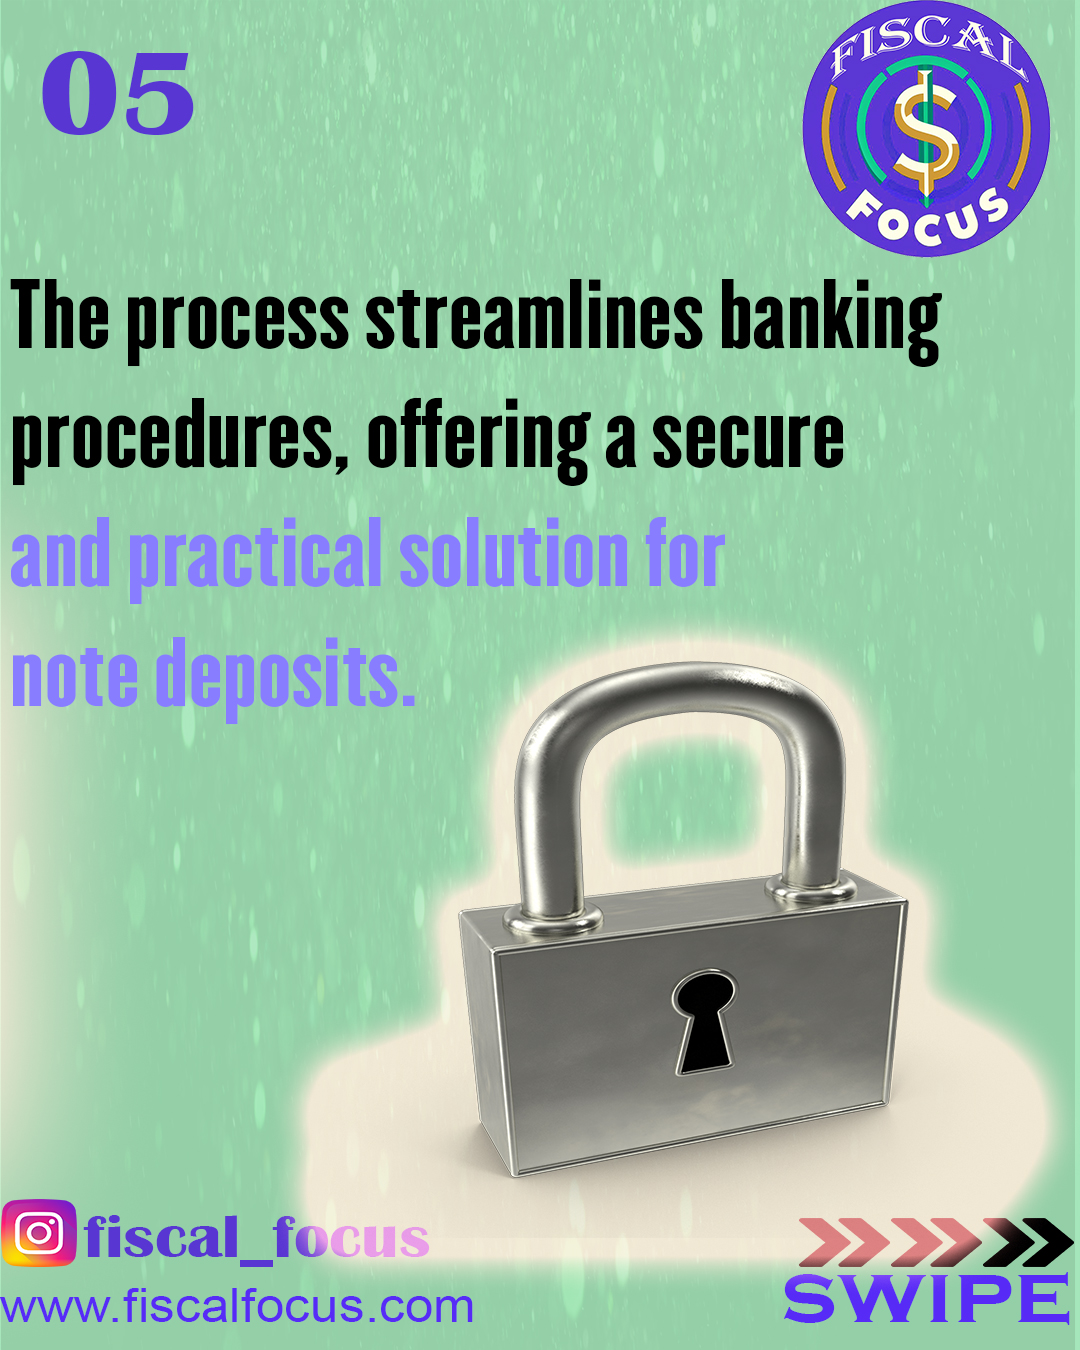 05
FISCAL
$
FOCUS
The process streamlines banking
procedures, offering a secure
and practical solution for
note deposits.
fiscal_focus
www.fiscalfocus.com
SWIPE